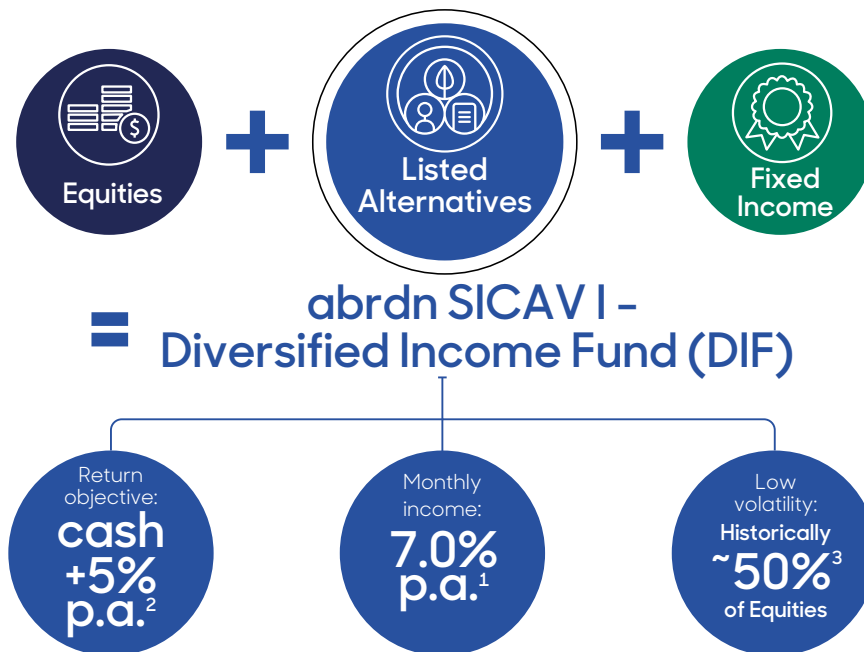 $
Equities
+
Listed
Alternatives
+
Fixed
Income
=
abrdn SICAV I –
Diversified Income Fund (DIF)
Return
objective:
cash
+5%
p.a.²
Monthly
income:
7.0%
p.a.¹
Low
volatility:
Historically
~50%³
of Equities